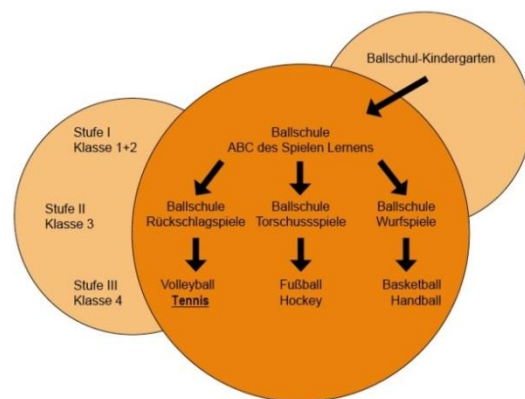 Ballschul-Kindergarten
Stufe I
Klasse 1+2
Ballschule
ABC des Spielen Lernens
Stufe II
Klasse 3
Ballschule
Rückschlagspiele
Ballschule
Torschussspiele
Ballschule
Wurfspiele
Stufe III
Klasse 4
Volleyball
Tennis
Fußball
Hockey
Basketball
Handball